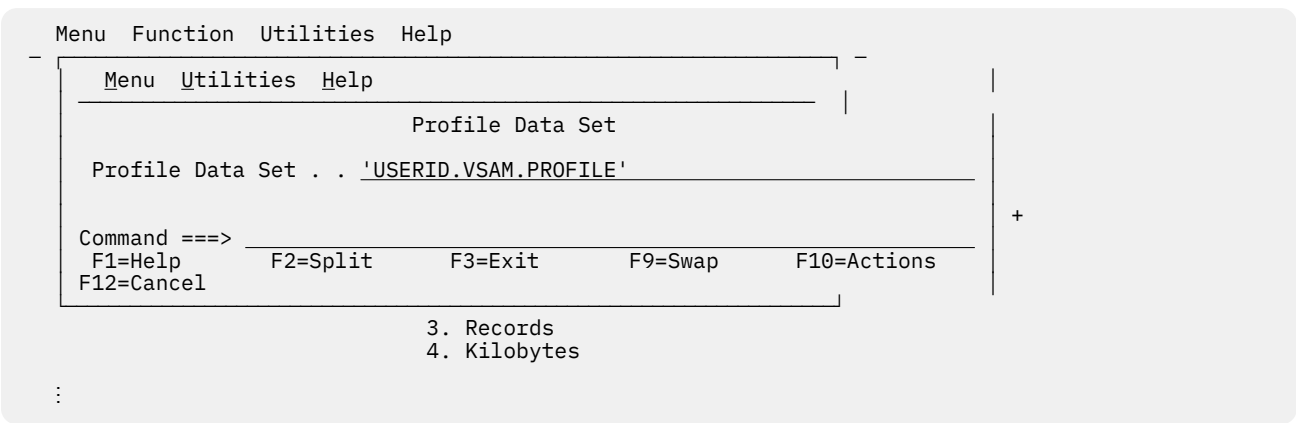 Menu Function Utilities Help
Menu Utilities Help
Profile Data Set
Profile Data Set . . 'USERID.VSAM.PROFILE'
+
Command ===>
F1=Help F2=Split F3=Exit F9=Swap F10=Actions
F12=Cancel
3. Records
4. Kilobytes
⋮